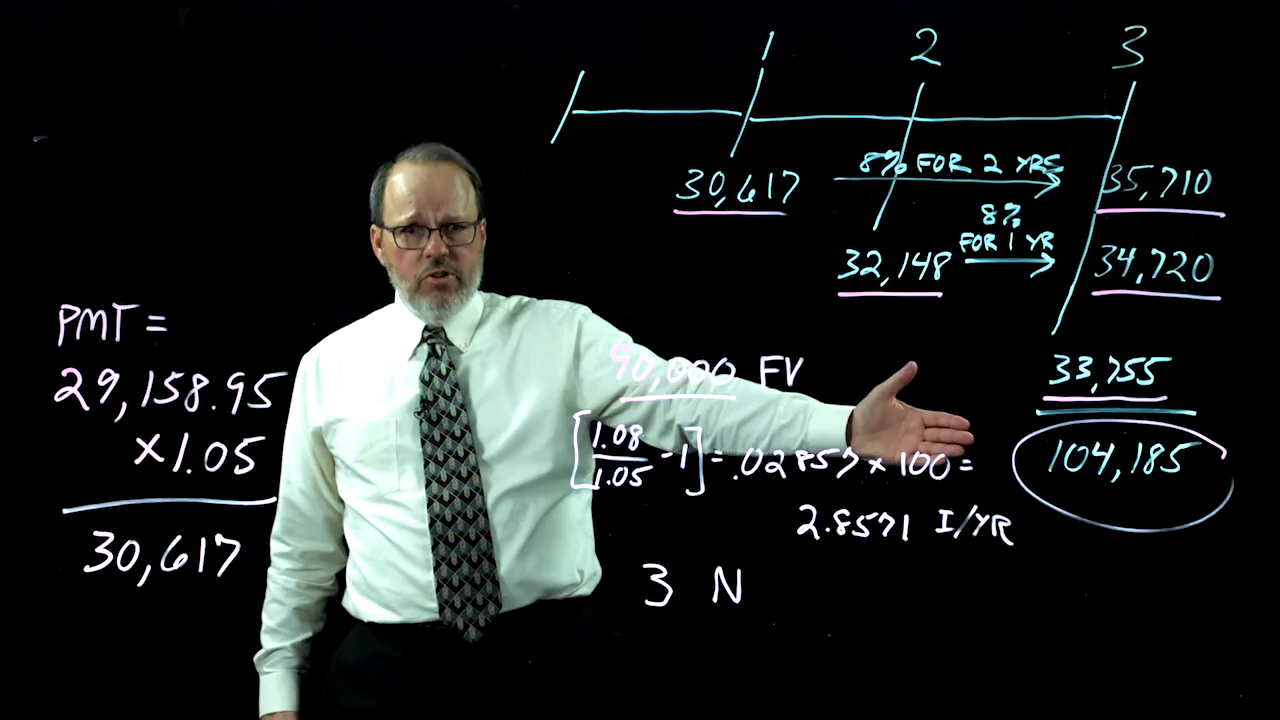 1 2 3
30,617 8% FOR 2 YRS 35,710
32,148 8% FOR 1 YR 34,720
33,755
104,185
PMT =
29,158.95
×1.05
30,617
90,000 FV
[1.08/1.05 - 1] = .02857 × 100 =
2.8571 I/YR
3 N